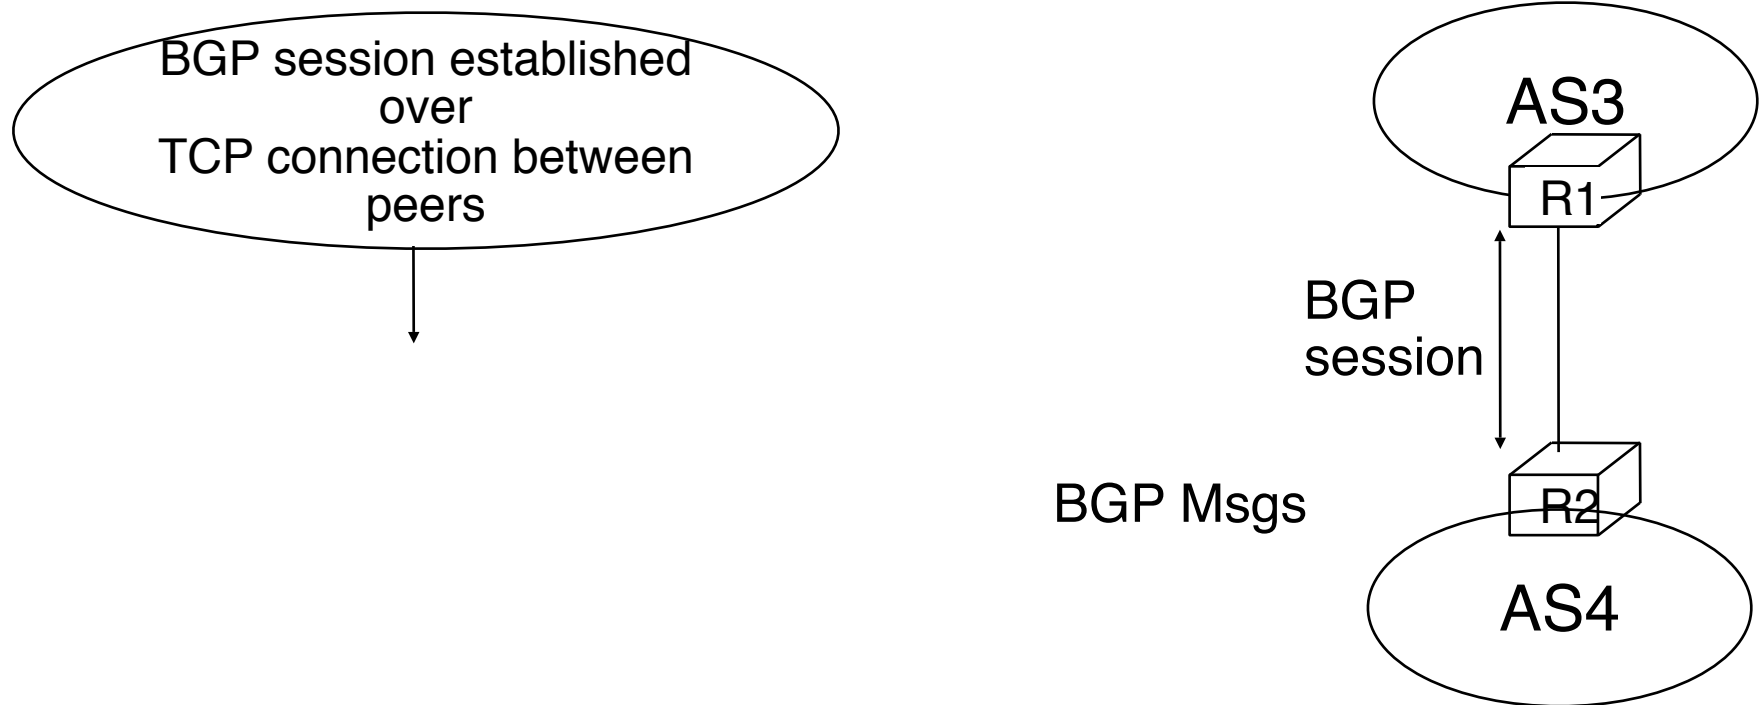 BGP session established
over
TCP connection between
peers
AS3
R1
BGP
session
BGP Msgs
R2
AS4